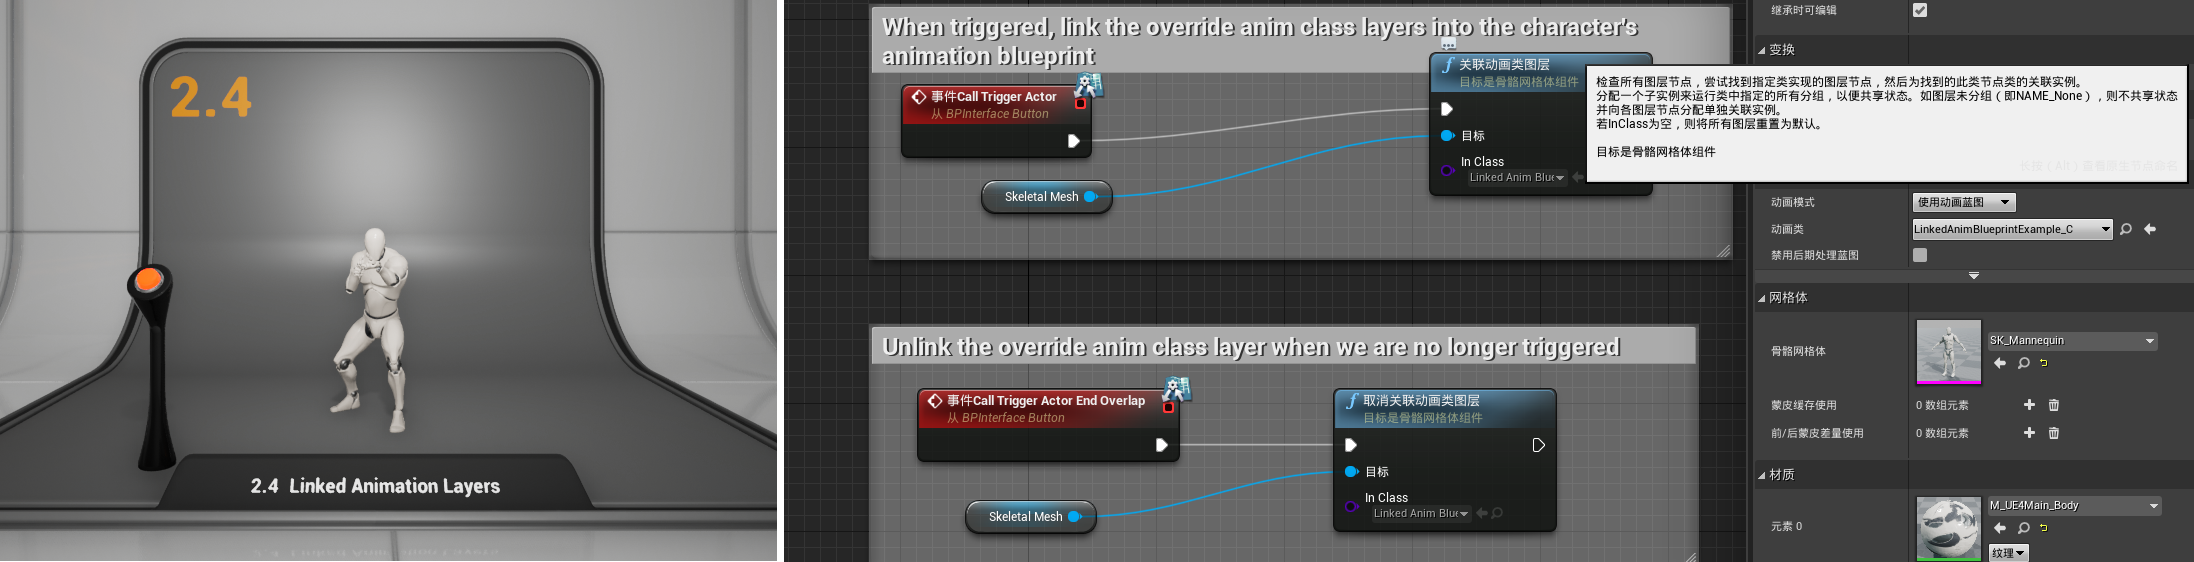 2.4
2.4 Linked Animation Layers
When triggered, link the override anim class layers into the character's
animation blueprint
事件Call Trigger Actor
从 BPInterface Button
Skeletal Mesh
关联动画类图层
目标是骨骼网格体组件
目标
In Class
Linked Anim Blue
检查所有图层节点，尝试找到指定类实现的图层节点，然后为找到的此类节点类的关联实例。
分配一个子实例来运行类中指定的所有分组，以便共享状态。如图层未分组（即NAME_None），则不共享状态
并向各图层节点分配单独关联实例。
若InClass为空，则将所有图层重置为默认。
目标是骨骼网格体组件
Unlink the override anim class layer when we are no longer triggered
事件Call Trigger Actor End Overlap
从 BPInterface Button
Skeletal Mesh
取消关联动画类图层
目标是骨骼网格体组件
目标
In Class
Linked Anim Blue
继承时可编辑
变换
动画模式
使用动画蓝图
动画类
LinkedAnimBlueprintExample_C
禁用后期处理蓝图
网格体
骨骼网格体
SK_Mannequin
蒙皮缓存使用
0 数组元素
前/后蒙皮差量使用
0 数组元素
材质
元素 0
M_UE4Main_Body
纹理